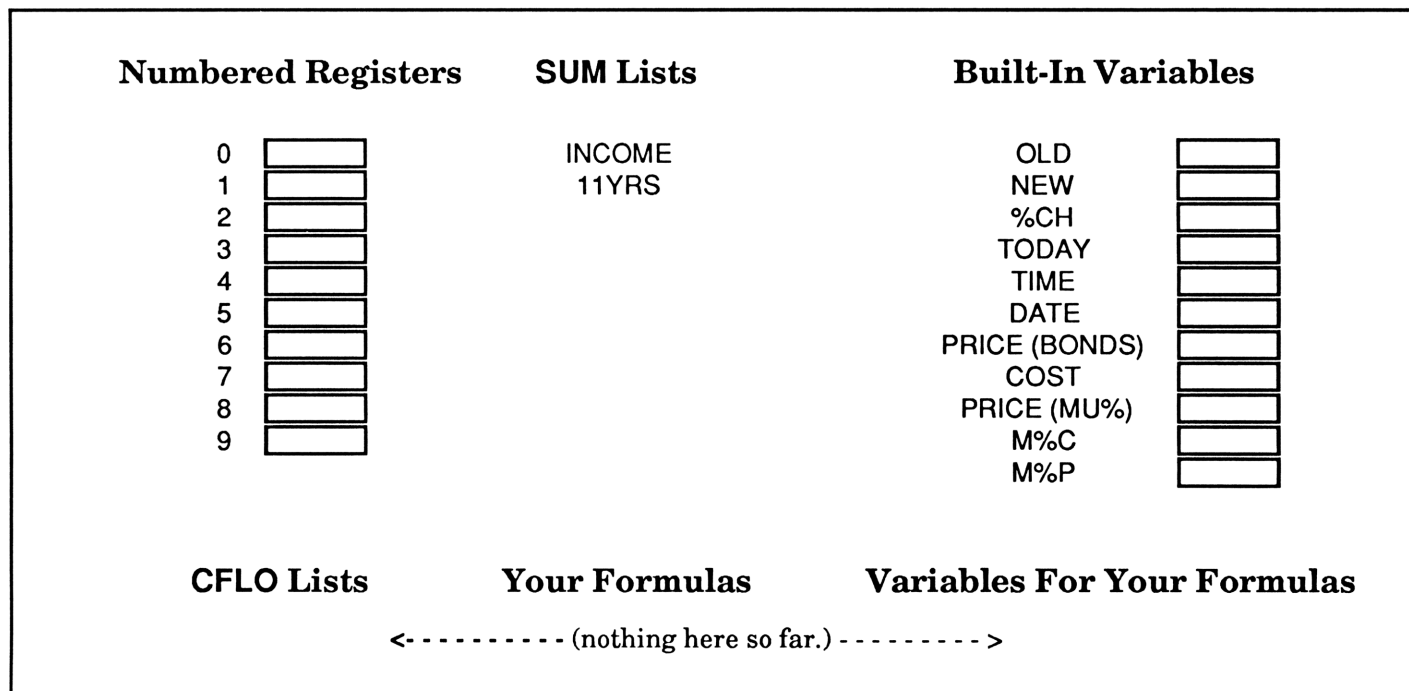 Numbered Registers SUM Lists Built-In Variables
0 INCOME OLD
1 11YRS NEW
2 %CH
3 TODAY
4 TIME
5 DATE
6 PRICE (BONDS)
7 COST
8 PRICE (MU%)
9 M%C
M%P
CFLO Lists Your Formulas Variables For Your Formulas
<- - - - - - - - - - (nothing here so far.) - - - - - - - - - >